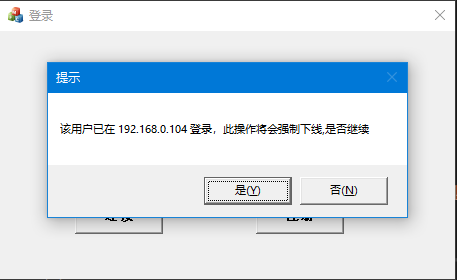 登录
提示
该用户已在 192.168.0.104 登录，此操作将会强制下线,是否继续
是(Y)
否(N)